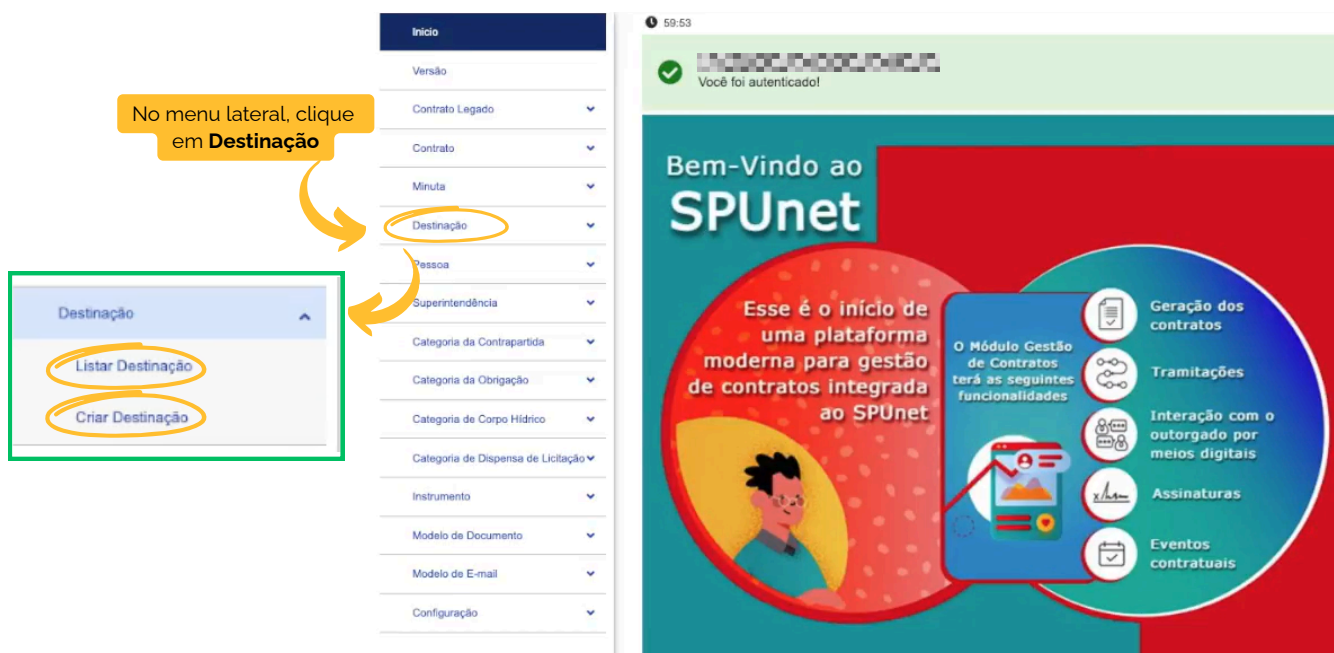 No menu lateral, clique
em Destinação
Destinação
Listar Destinação
Criar Destinação
Início
Versão
Contrato Legado
Contrato
Minuta
Destinação
Pessoa
Superintendência
Categoria da Contrapartida
Categoria da Obrigação
Categoria de Corpo Hídrico
Categoria de Dispensa de Licitação
Instrumento
Modelo de Documento
Modelo de E-mail
Configuração
59:53
Você foi autenticado!
Bem-Vindo ao
SPUnet
Esse é o início de
uma plataforma
moderna para gestão
de contratos integrada
ao SPUnet
O Módulo Gestão
de Contratos
terá as seguintes
funcionalidades
Geração dos
contratos
Tramitações
Interação com o
outorgado por
meios digitais
Assinaturas
Eventos
contratuais